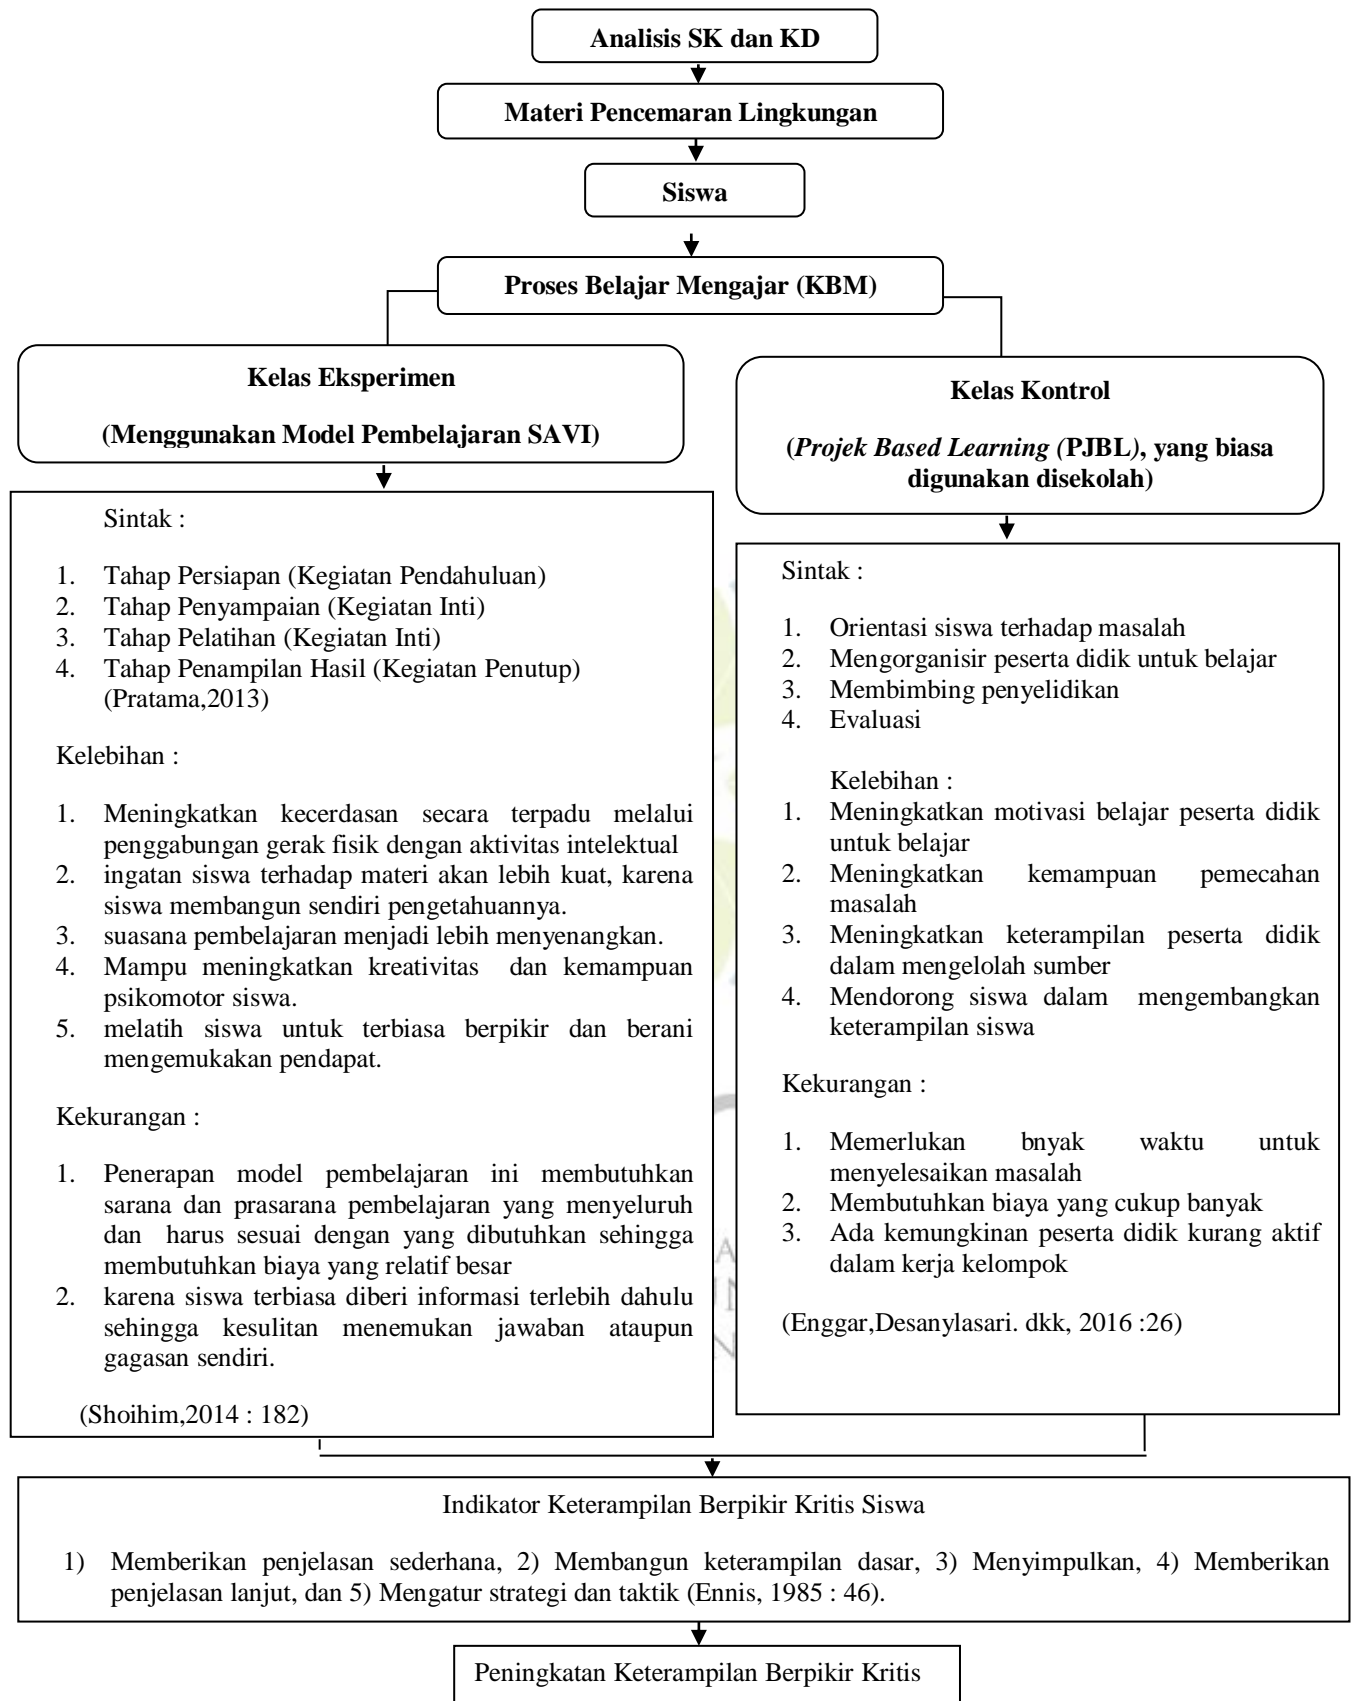 Analisis SK dan KD
Materi Pencemaran Lingkungan
Siswa
Proses Belajar Mengajar (KBM)
Kelas Eksperimen
(Menggunakan Model Pembelajaran SAVI)
Sintak :
1. Tahap Persiapan (Kegiatan Pendahuluan)
2. Tahap Penyampaian (Kegiatan Inti)
3. Tahap Pelatihan (Kegiatan Inti)
4. Tahap Penampilan Hasil (Kegiatan Penutup)
(Pratama,2013)
Kelebihan :
1. Meningkatkan kecerdasan secara terpadu melalui
penggabungan gerak fisik dengan aktivitas intelektual
2. ingatan siswa terhadap materi akan lebih kuat, karena
siswa membangun sendiri pengetahuannya.
3. suasana pembelajaran menjadi lebih menyenangkan.
4. Mampu meningkatkan kreativitas dan kemampuan
psikomotor siswa.
5. melatih siswa untuk terbiasa berpikir dan berani
mengemukakan pendapat.
Kekurangan :
1. Penerapan model pembelajaran ini membutuhkan
sarana dan prasarana pembelajaran yang menyeluruh
dan harus sesuai dengan yang dibutuhkan sehingga
membutuhkan biaya yang relatif besar
2. karena siswa terbiasa diberi informasi terlebih dahulu
sehingga kesulitan menemukan jawaban ataupun
gagasan sendiri.
(Shoihim,2014 : 182)
Kelas Kontrol
(Projek Based Learning (PJBL), yang biasa
digunakan disekolah)
Sintak :
1. Orientasi siswa terhadap masalah
2. Mengorganisir peserta didik untuk belajar
3. Membimbing penyelidikan
4. Evaluasi
Kelebihan :
1. Meningkatkan motivasi belajar peserta didik
untuk belajar
2. Meningkatkan kemampuan pemecahan
masalah
3. Meningkatkan keterampilan peserta didik
dalam mengelolah sumber
4. Mendorong siswa dalam mengembangkan
keterampilan siswa
Kekurangan :
1. Memerlukan bnyak waktu untuk
menyelesaikan masalah
2. Membutuhkan biaya yang cukup banyak
3. Ada kemungkinan peserta didik kurang aktif
dalam kerja kelompok
(Enggar,Desanylasari. dkk, 2016 :26)
Indikator Keterampilan Berpikir Kritis Siswa
1) Memberikan penjelasan sederhana, 2) Membangun keterampilan dasar, 3) Menyimpulkan, 4) Memberikan
penjelasan lanjut, dan 5) Mengatur strategi dan taktik (Ennis, 1985 : 46).
Peningkatan Keterampilan Berpikir Kritis